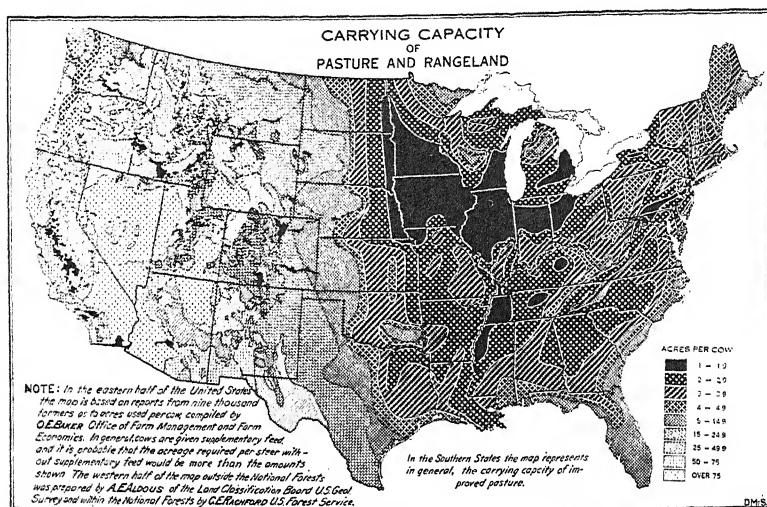 CARRYING CAPACITY
OF
PASTURE AND RANGELAND
NOTE: In the eastern half of the United States
the map is based on reports from nine thousand
farmers as to acres used per cow, compiled by
O.E.BAKER Office of Farm Management and Farm
Economics. In general, cows are given supplementary feed,
and it is probable that the acreage required per steer with-
out supplementary feed would be more than the amounts
shown. The western half of the map outside the National Forests
was prepared by A.E.ALDOUS of the Land Classification Board U.S. Geol.
Survey and within the National Forests by C.E.RACHFORD U.S. Forest Service.
In the Southern States the map represents
in general, the carrying capacity of im-
proved pasture.
ACRES PER COW
1 - 1.9
2 - 2.9
3 - 3.9
4 - 4.9
5 - 14.9
15 - 24.9
25 - 49.9
50 - 75
OVER 75